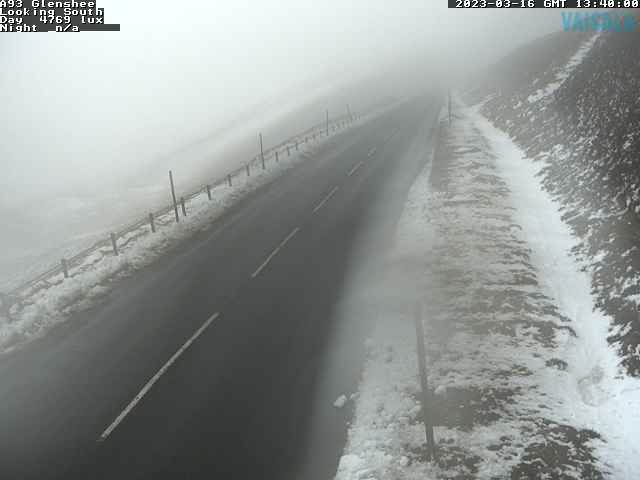 A93 Glenshee
Looking South
Day 4769 lux
Night n/a
2023-03-16 GMT 13:40:00
VAISALA